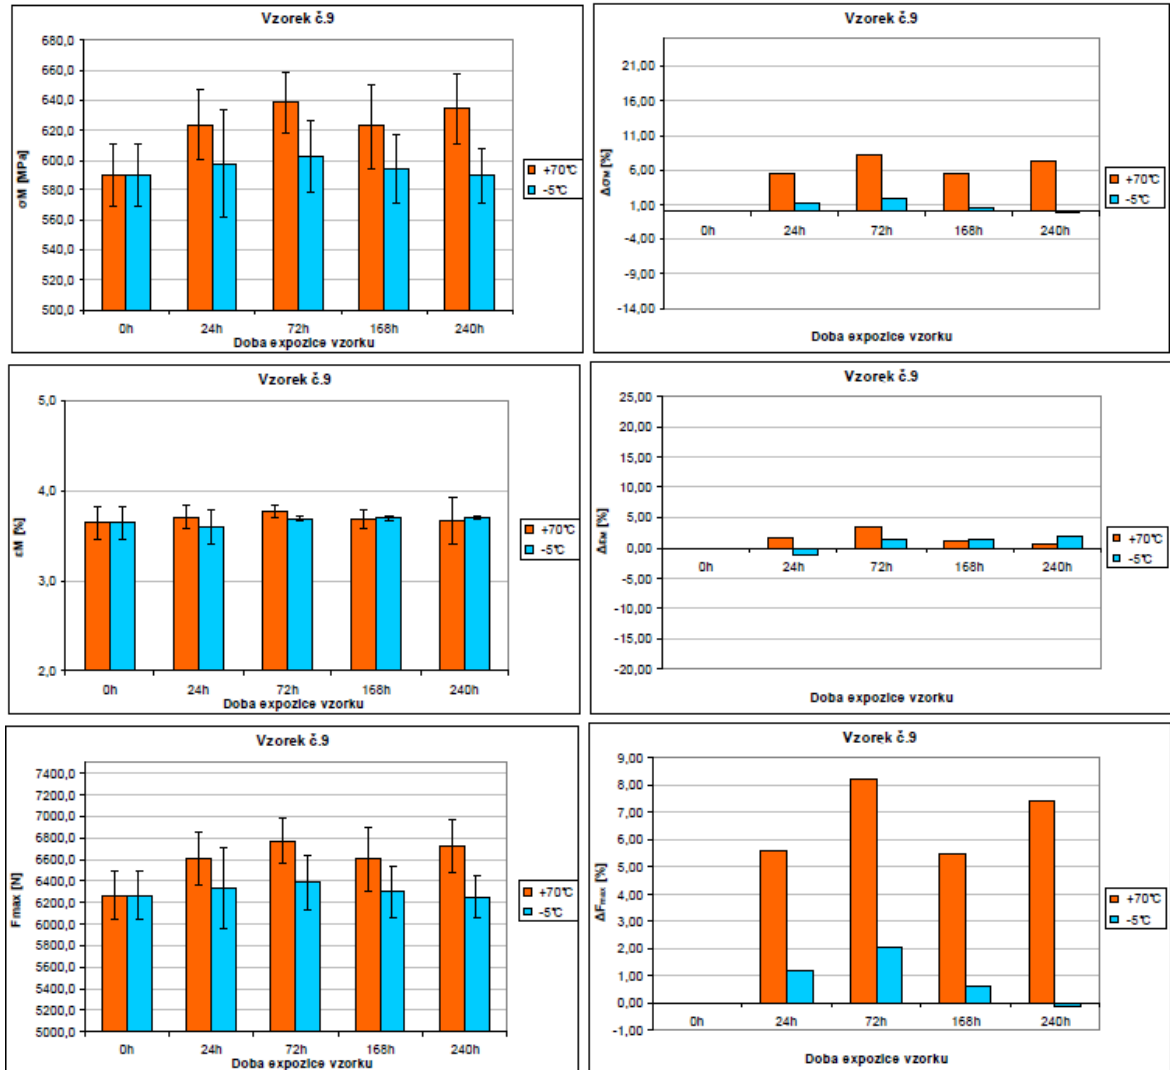 Vzorek č.9
σM [MPa]
680,0
660,0
640,0
620,0
600,0
580,0
560,0
540,0
520,0
500,0
0h 24h 72h 168h 240h
Doba expozice vzorku
+70°C
-5°C
Vzorek č.9
ΔσM [%]
21,00
16,00
11,00
6,00
1,00
-4,00
-9,00
-14,00
0h 24h 72h 168h 240h
Doba expozice vzorku
+70°C
-5°C
Vzorek č.9
εM [%]
5,0
4,0
3,0
2,0
0h 24h 72h 168h 240h
Doba expozice vzorku
+70°C
-5°C
Vzorek č.9
ΔεM [%]
25,00
20,00
15,00
10,00
5,00
0,00
-5,00
-10,00
-15,00
-20,00
0h 24h 72h 168h 240h
Doba expozice vzorku
+70°C
-5°C
Vzorek č.9
Fmax [N]
7400,0
7200,0
7000,0
6800,0
6600,0
6400,0
6200,0
6000,0
5800,0
5600,0
5400,0
5200,0
5000,0
0h 24h 72h 168h 240h
Doba expozice vzorku
+70°C
-5°C
Vzorek č.9
ΔFmax [%]
9,00
8,00
7,00
6,00
5,00
4,00
3,00
2,00
1,00
0,00
-1,00
0h 24h 72h 168h 240h
Doba expozice vzorku
+70°C
-5°C